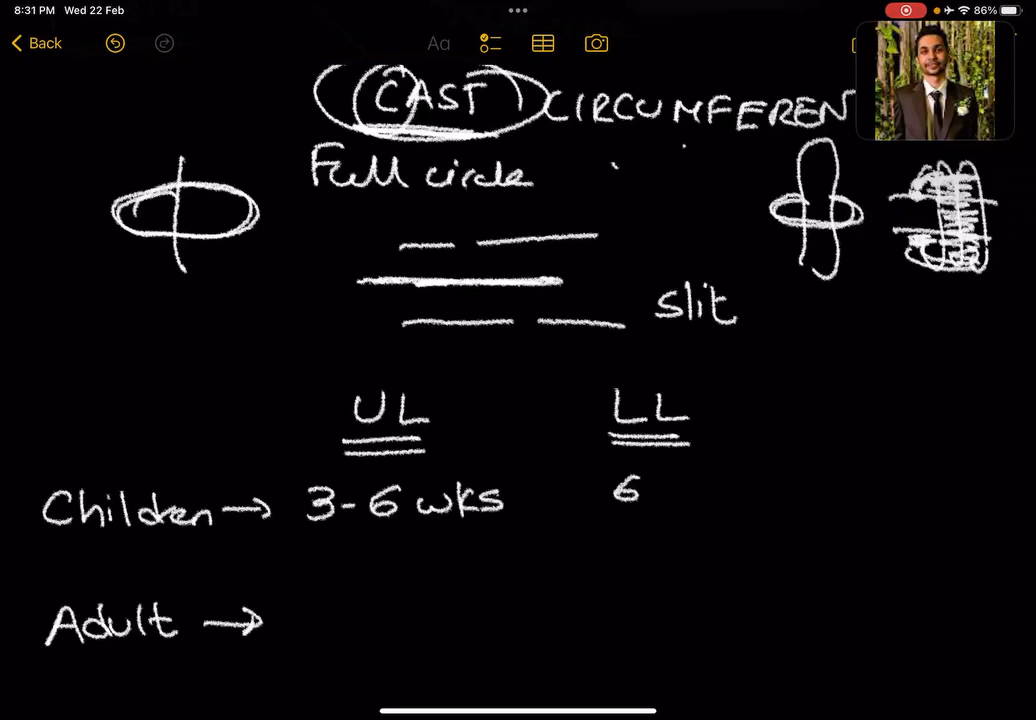 8:31 PM Wed 22 Feb
86%
Back
Aa
CAST CIRCUMFEREN
Full circle
slit
UL LL
Children → 3-6 wks 6
Adult →